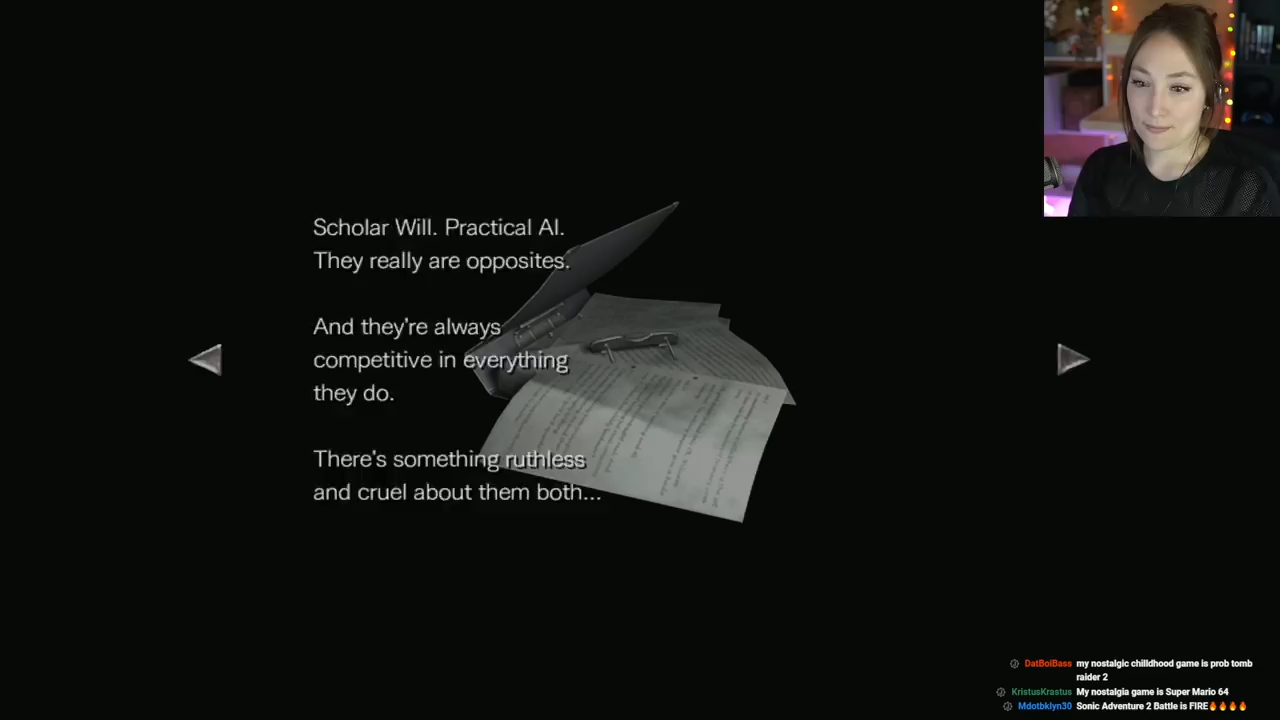 Scholar Will. Practical Al.
They really are opposites.
And they're always
competitive in everything
they do.
There's something ruthless
and cruel about them both...
DatBoiBass my nostalgic chilldhood game is prob tomb
raider 2
KristusKrastus My nostalgia game is Super Mario 64
Mdotbklyn30 Sonic Adventure 2 Battle is FIRE🔥🔥🔥🔥